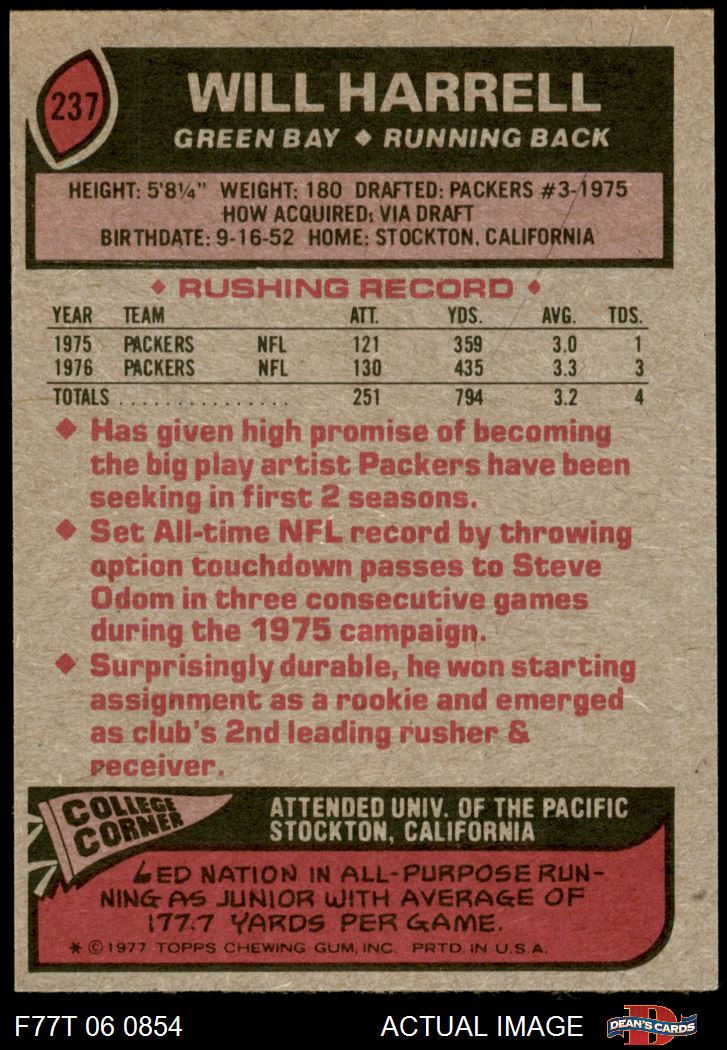 237
WILL HARRELL
GREEN BAY ◆ RUNNING BACK
HEIGHT: 5'8¼" WEIGHT: 180 DRAFTED: PACKERS #3-1975
HOW ACQUIRED: VIA DRAFT
BIRTHDATE: 9-16-52 HOME: STOCKTON, CALIFORNIA
◆ RUSHING RECORD ◆
YEAR TEAM ATT. YDS. AVG. TDS.
1975 PACKERS NFL 121 359 3.0 1
1976 PACKERS NFL 130 435 3.3 3
TOTALS . . . . . . . . . . . . . . . 251 794 3.2 4
◆ Has given high promise of becoming
the big play artist Packers have been
seeking in first 2 seasons.
◆ Set All-time NFL record by throwing
option touchdown passes to Steve
Odom in three consecutive games
during the 1975 campaign.
◆ Surprisingly durable, he won starting
assignment as a rookie and emerged
as club's 2nd leading rusher &
receiver.
COLLEGE
CORNER
ATTENDED UNIV. OF THE PACIFIC
STOCKTON, CALIFORNIA
LED NATION IN ALL-PURPOSE RUN-
NING AS JUNIOR WITH AVERAGE OF
177.7 YARDS PER GAME.
* © 1977 TOPPS CHEWING GUM, INC. PRTD. IN U.S.A.
F77T 06 0854 ACTUAL IMAGE
D
DEAN'S CARDS